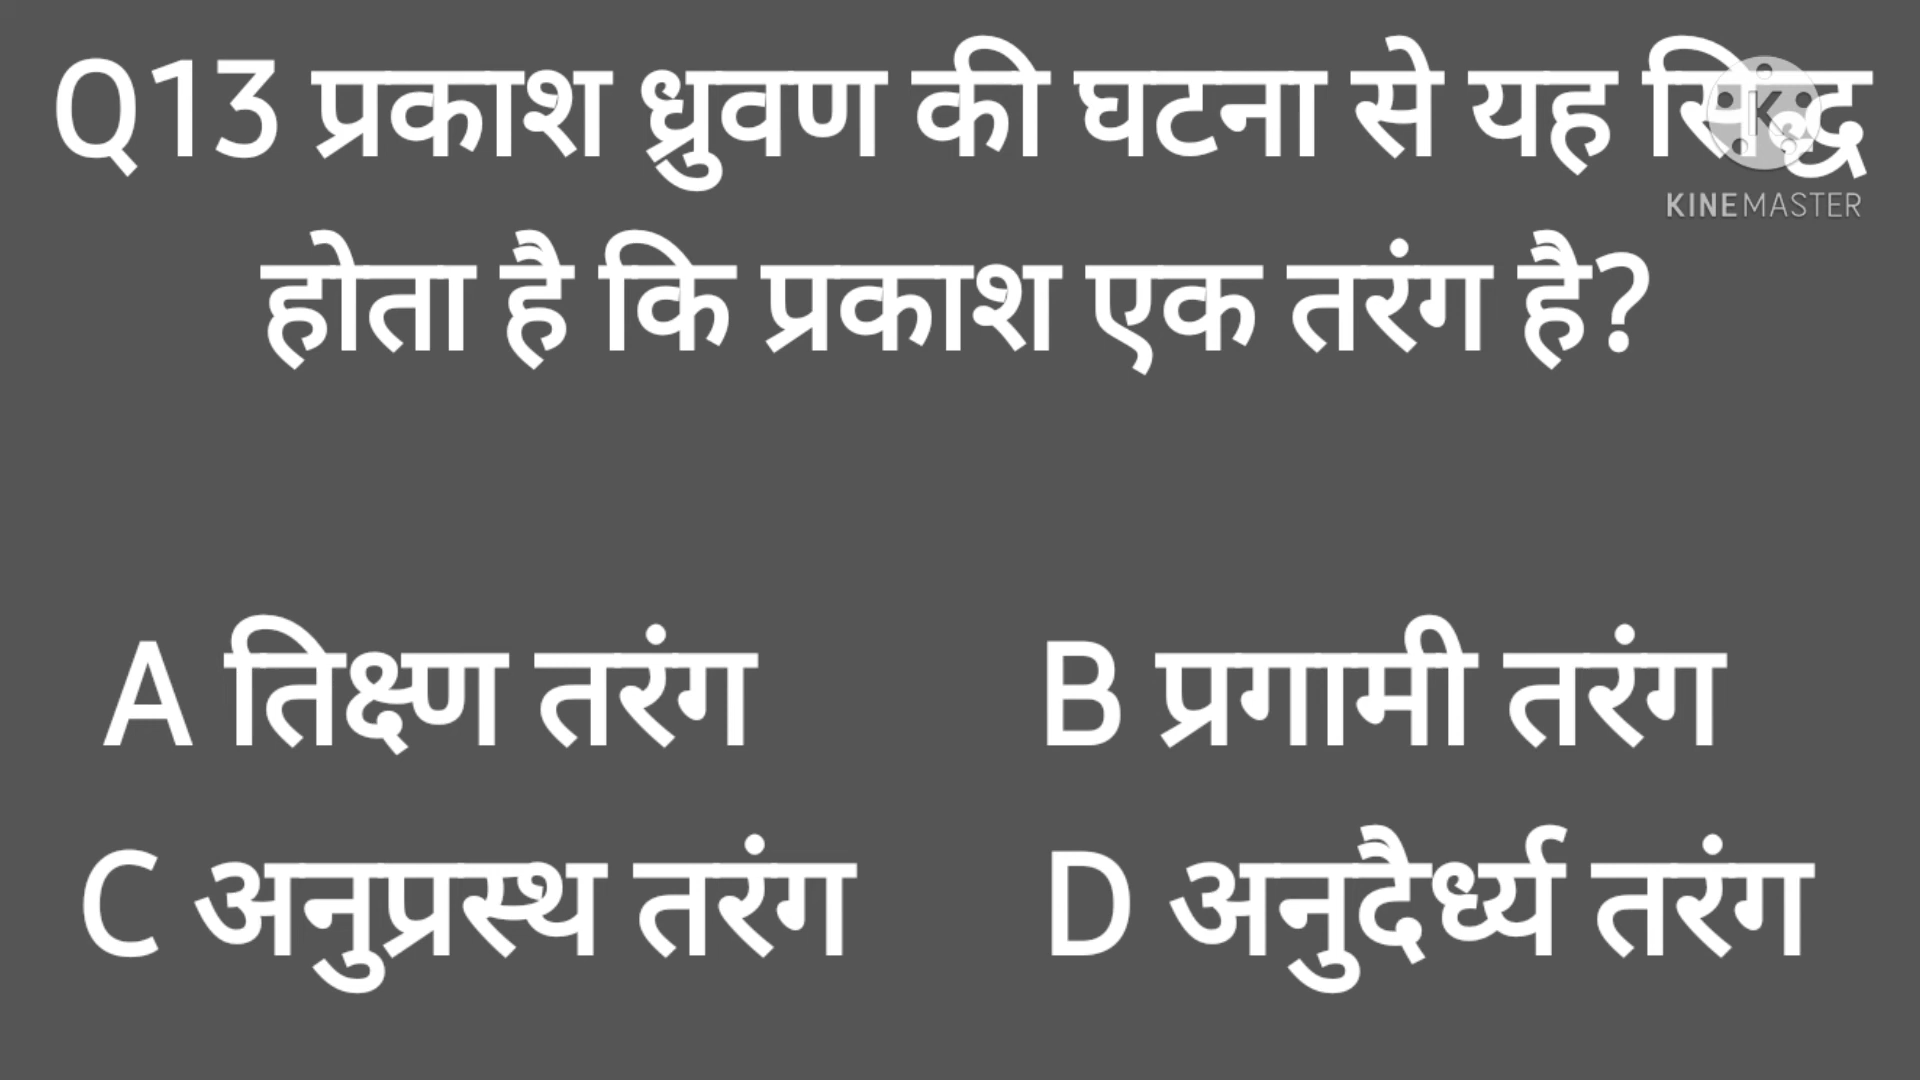 Q13 प्रकाश ध्रुवण की घटना से यह सिद्ध
KINEMASTER
होता है कि प्रकाश एक तरंग है?
A तिक्ष्ण तरंग B प्रगामी तरंग
C अनुप्रस्थ तरंग D अनुदैर्ध्य तरंग